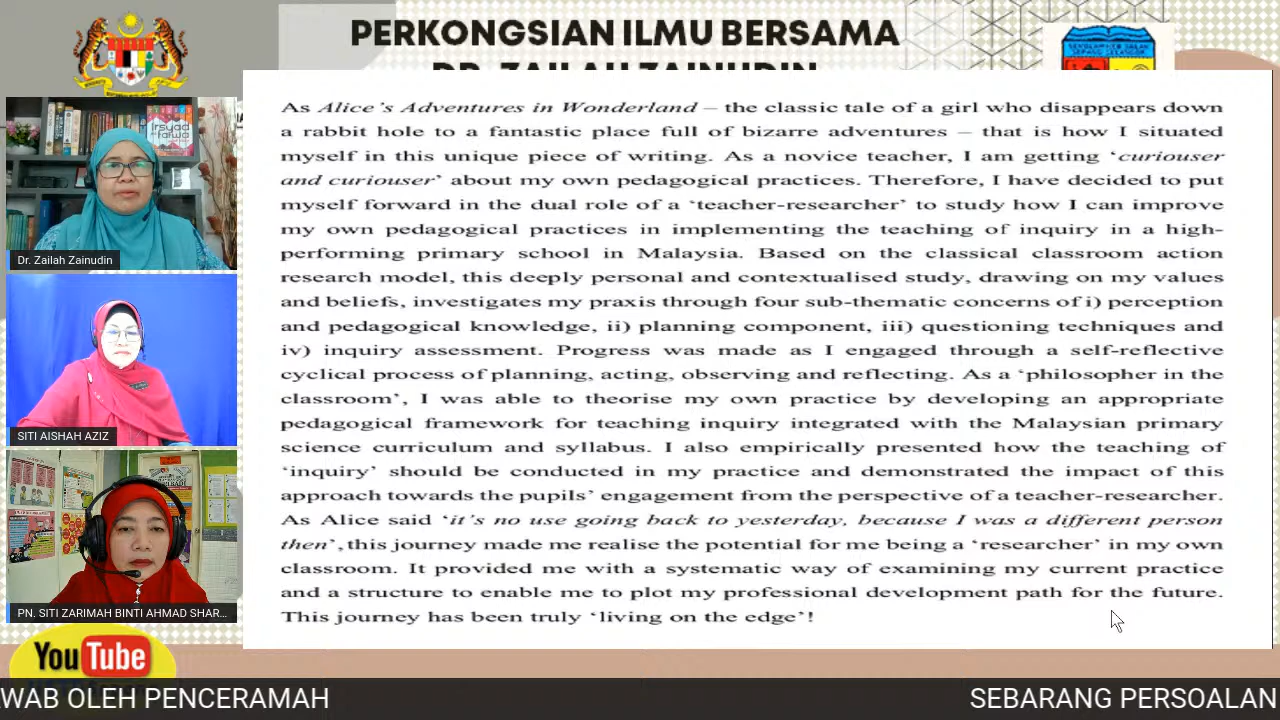 PERKONGSIAN ILMU BERSAMA
DR. ZAILAH ZAINUDIN
As Alice's Adventures in Wonderland – the classic tale of a girl who disappears down
a rabbit hole to a fantastic place full of bizarre adventures – that is how I situated
myself in this unique piece of writing. As a novice teacher, I am getting 'curiouser
and curiouser' about my own pedagogical practices. Therefore, I have decided to put
myself forward in the dual role of a 'teacher-researcher' to study how I can improve
my own pedagogical practices in implementing the teaching of inquiry in a high-
performing primary school in Malaysia. Based on the classical classroom action
research model, this deeply personal and contextualised study, drawing on my values
and beliefs, investigates my praxis through four sub-thematic concerns of i) perception
and pedagogical knowledge, ii) planning component, iii) questioning techniques and
iv) inquiry assessment. Progress was made as I engaged through a self-reflective
cyclical process of planning, acting, observing and reflecting. As a 'philosopher in the
classroom', I was able to theorise my own practice by developing an appropriate
pedagogical framework for teaching inquiry integrated with the Malaysian primary
science curriculum and syllabus. I also empirically presented how the teaching of
'inquiry' should be conducted in my practice and demonstrated the impact of this
approach towards the pupils' engagement from the perspective of a teacher-researcher.
As Alice said 'it's no use going back to yesterday, because I was a different person
then', this journey made me realise the potential for me being a 'researcher' in my own
classroom. It provided me with a systematic way of examining my current practice
and a structure to enable me to plot my professional development path for the future.
This journey has been truly 'living on the edge'!
Irsyad
Dr. Zailah Zainudin
SITI AISHAH AZIZ
PN. SITI ZARIMAH BINTI AHMAD SHAR...
YouTube
WAB OLEH PENCERAMAH
SEBARANG PERSOALAN